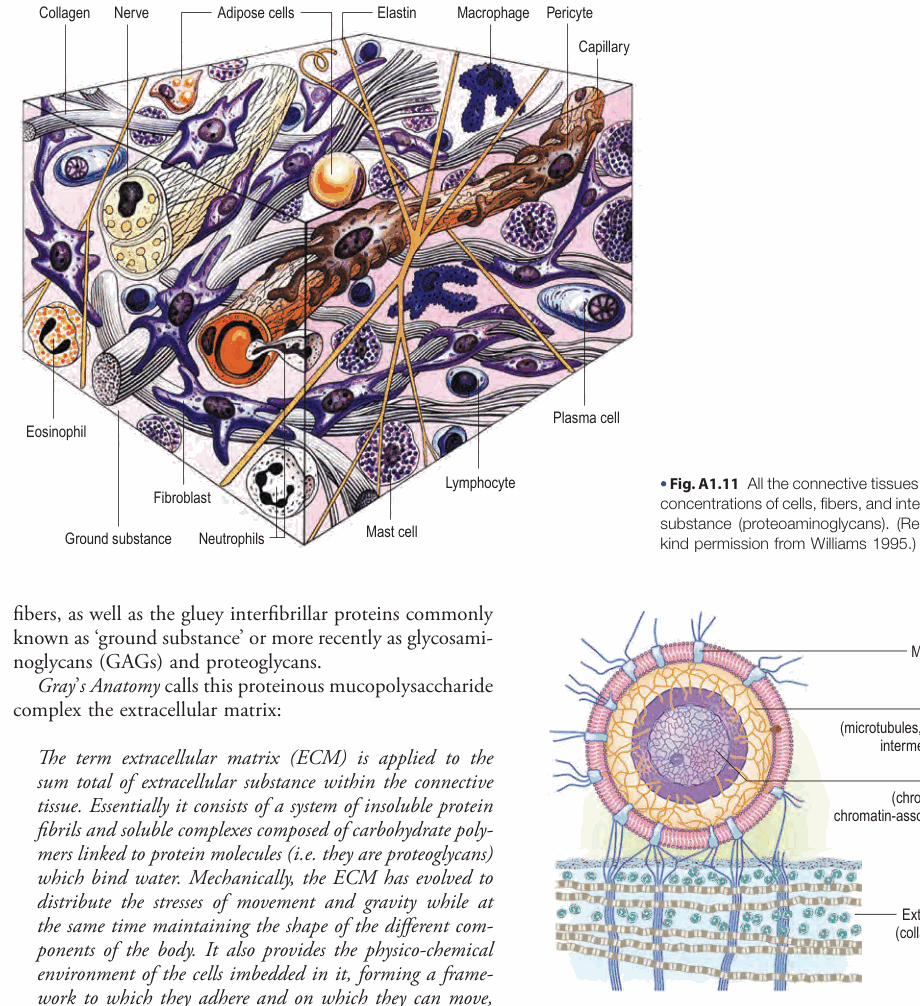 Collagen Nerve Adipose cells Elastin Macrophage Pericyte
Capillary
Eosinophil
Plasma cell
Lymphocyte
Fibroblast
Mast cell
Ground substance Neutrophils
• Fig. A1.11 All the connective tissues
concentrations of cells, fibers, and inte
substance (proteoaminoglycans). (Re
kind permission from Williams 1995.)
fibers, as well as the gluey interfibrillar proteins commonly
known as ‘ground substance’ or more recently as glycosami-
noglycans (GAGs) and proteoglycans.
Gray’s Anatomy calls this proteinous mucopolysaccharide
complex the extracellular matrix:
The term extracellular matrix (ECM) is applied to the
sum total of extracellular substance within the connective
tissue. Essentially it consists of a system of insoluble protein
fibrils and soluble complexes composed of carbohydrate poly-
mers linked to protein molecules (i.e. they are proteoglycans)
which bind water. Mechanically, the ECM has evolved to
distribute the stresses of movement and gravity while at
the same time maintaining the shape of the different com-
ponents of the body. It also provides the physico-chemical
environment of the cells imbedded in it, forming a frame-
work to which they adhere and on which they can move,
M
(microtubules,
interme
(chro
chromatin-asso
Ext
(colla